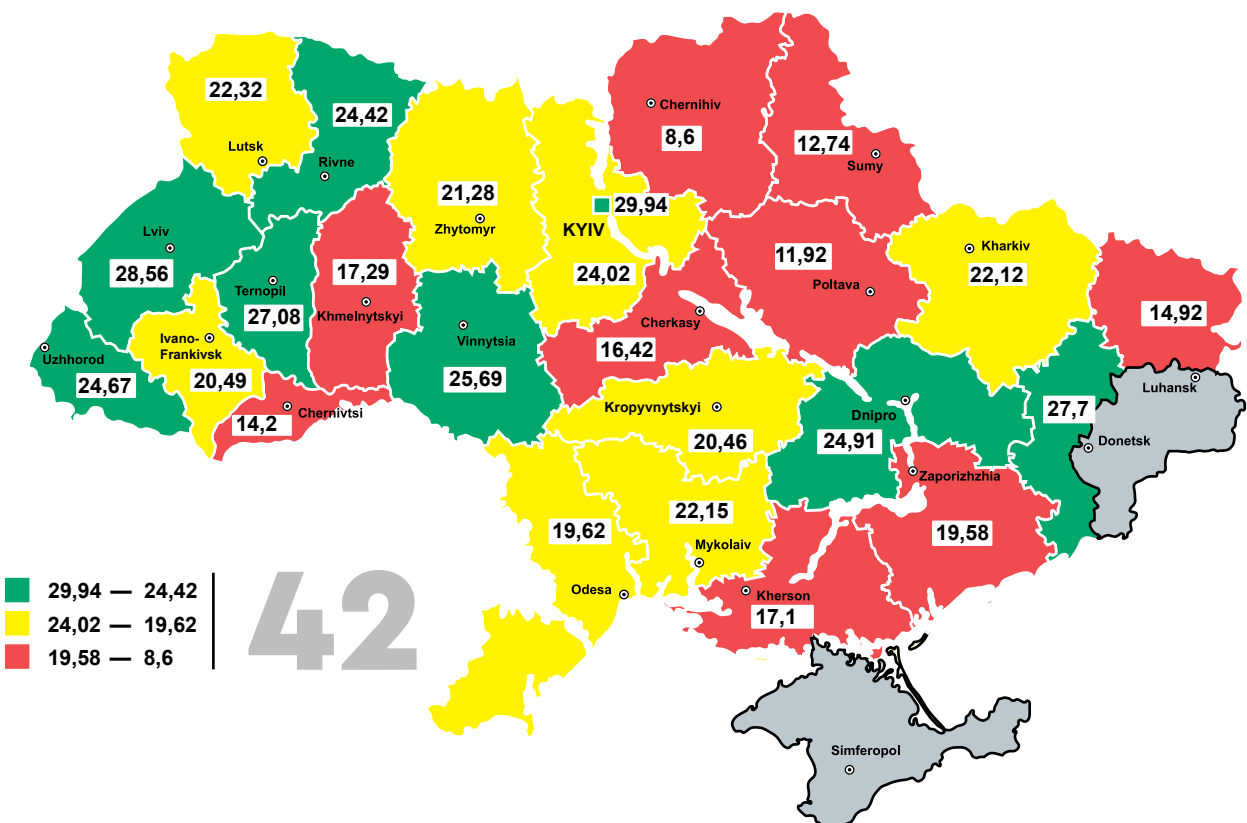 22,32
Lutsk
24,42
Rivne
21,28
Zhytomyr
29,94
KYIV
24,02
Chernihiv
8,6
12,74
Sumy
Lviv
28,56
Ternopil
27,08
17,29
Khmelnytskyi
11,92
Poltava
Kharkiv
22,12
14,92
Luhansk
Uzhhorod
24,67
Ivano-
Frankivsk
20,49
14,2
Chernivtsi
Vinnytsia
25,69
Cherkasy
16,42
Kropyvnytskyi
20,46
Dnipro
24,91
27,7
Donetsk
Zaporizhzhia
19,58
19,62
Odesa
22,15
Mykolaiv
Kherson
17,1
Simferopol
29,94 — 24,42
24,02 — 19,62
19,58 — 8,6
42